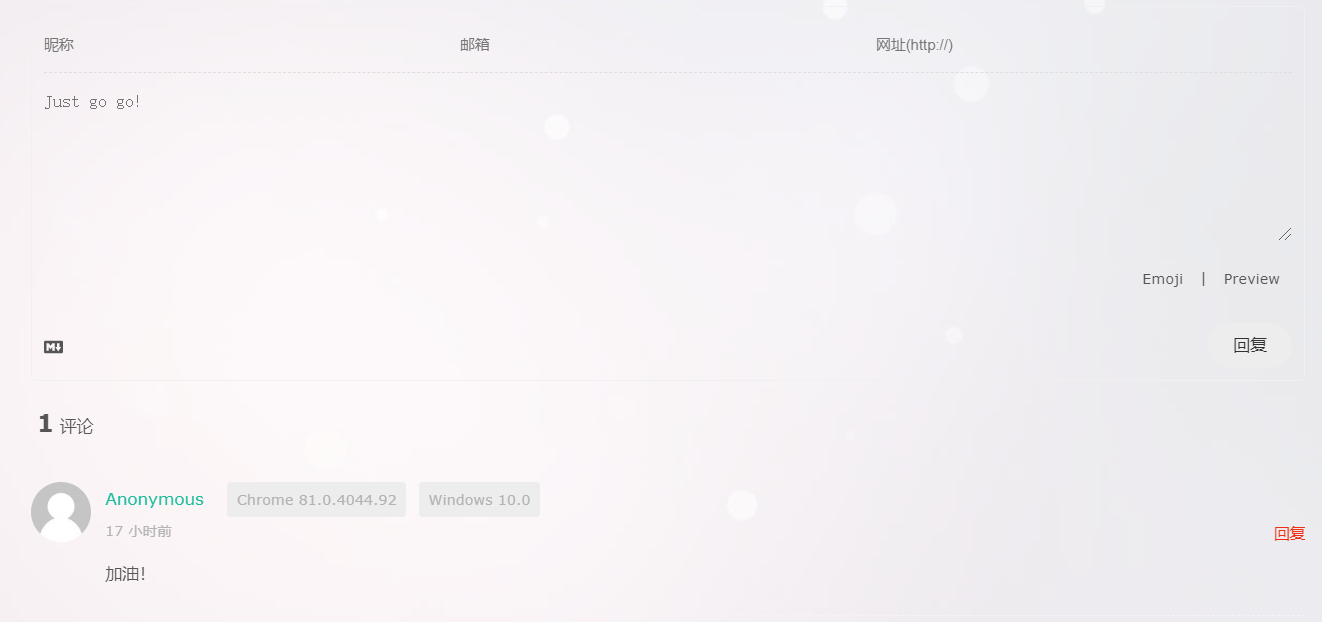 昵称 邮箱 网址(http://)
Just go go!
Emoji | Preview
M↓ 回复
1 评论
Anonymous Chrome 81.0.4044.92 Windows 10.0
17 小时前 回复
加油！